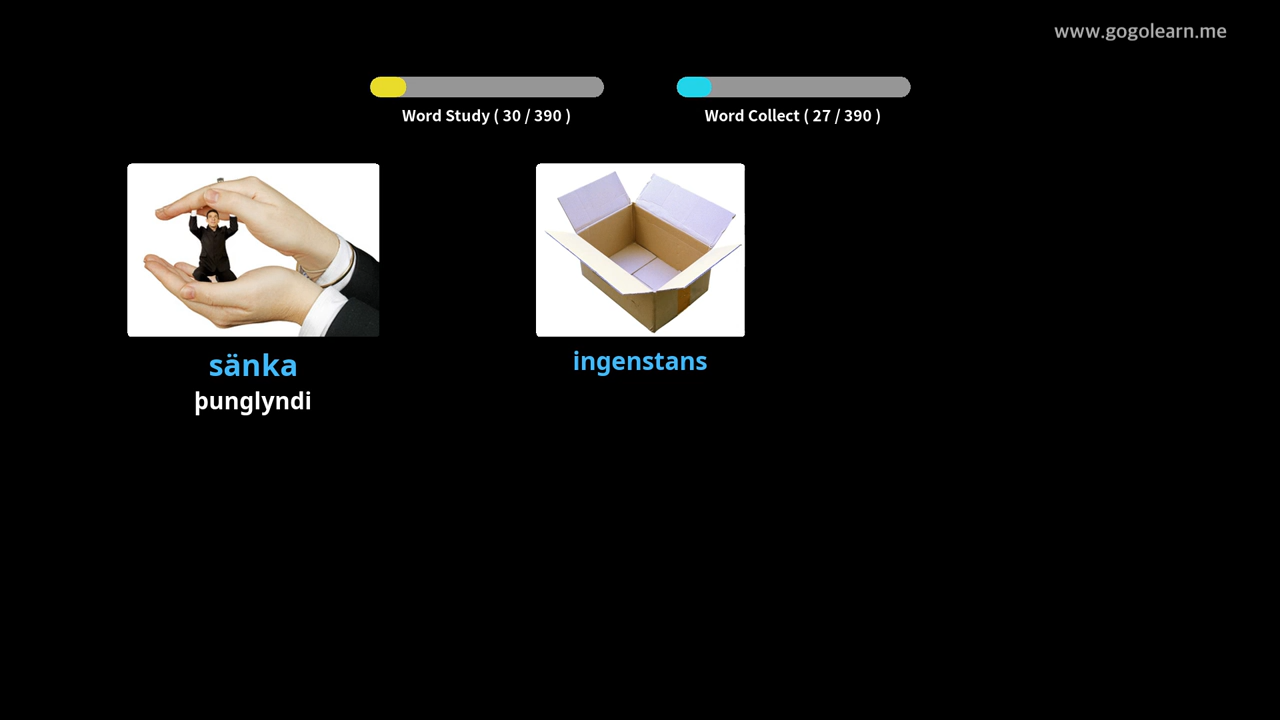 www.gogolearn.me
Word Study ( 30 / 390 )
Word Collect ( 27 / 390 )
sänka
þunglyndi
ingenstans